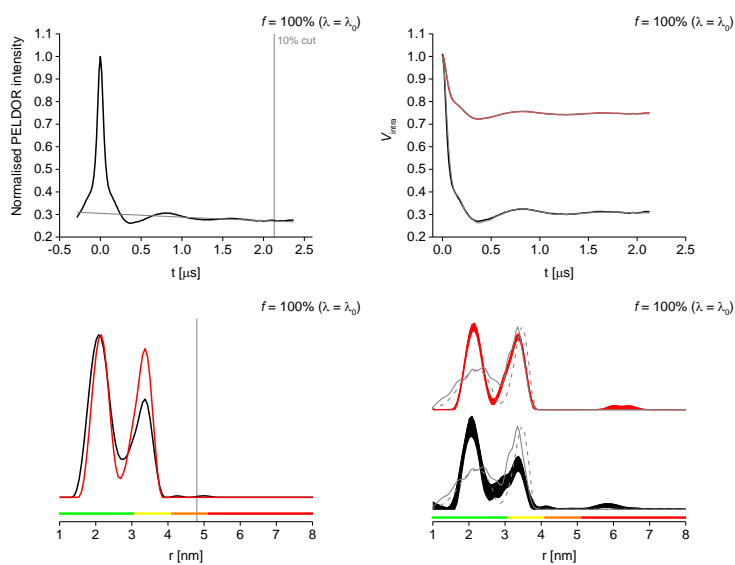 f = 100% (λ = λ₀)
10% cut
1.1
1.0
0.9
0.8
0.7
0.6
0.5
0.4
0.3
0.2
Normalised PELDOR intensity
-0.5 0.0 0.5 1.0 1.5 2.0 2.5
t [μs]
f = 100% (λ = λ₀)
1.1
1.0
0.9
0.8
0.7
0.6
0.5
0.4
0.3
0.2
Vintra
0.0 0.5 1.0 1.5 2.0 2.5
t [μs]
f = 100% (λ = λ₀)
1 2 3 4 5 6 7 8
r [nm]
f = 100% (λ = λ₀)
1 2 3 4 5 6 7 8
r [nm]